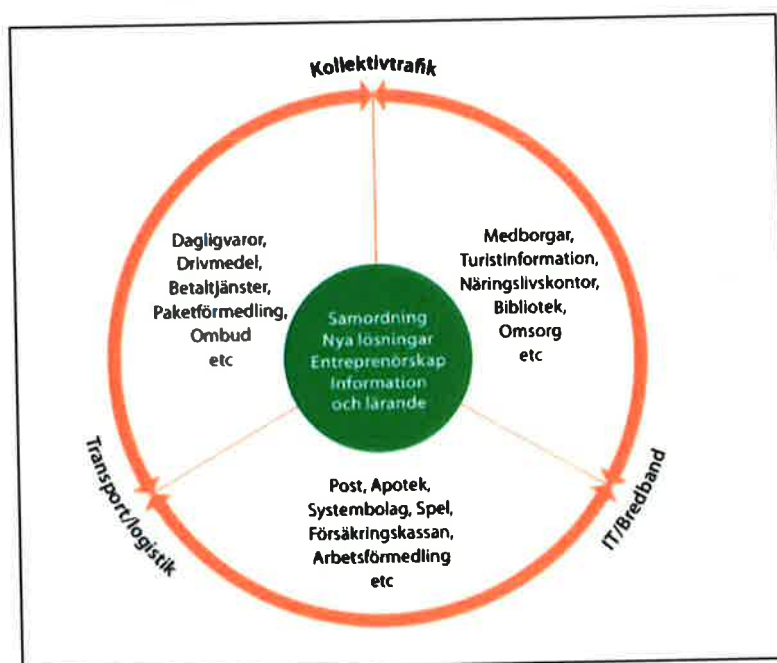 Kollektivtrafik
Dagligvaror,
Drivmedel,
Betaltjänster,
Paketförmedling,
Ombud
etc
Medborgar,
Turistinformation,
Näringslivskontor,
Bibliotek,
Omsorg
etc
Samordning
Nya lösningar
Entreprenörskap
Information
och lärande
Post, Apotek,
Systembolag, Spel,
Försäkringskassan,
Arbetsförmedling
etc
Transport/logistik
IT/Bredband